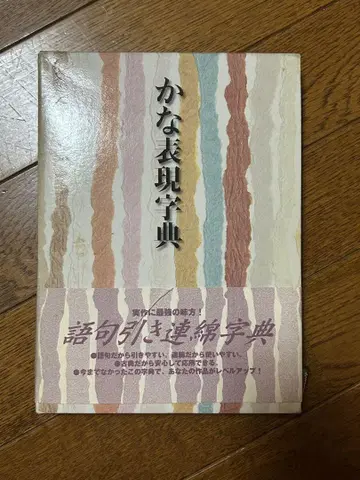 かな表現字典
実作に最強の味方！
語句引き連綿字典
●語句だから引きやすい、連綿だから使いやすい。
●古典だから安心して応用できる。
●今までなかったこの字典で、あなたの作品がレベルアップ！